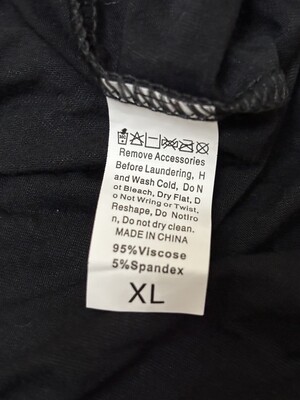 Remove Accessories
Before Laundering, H
and Wash Cold, Do N
ot Bleach, Dry Flat, D
o Not Wring or Twist,
Reshape, Do NotIro
n, Do not dry clean.
MADE IN CHINA
95%Viscose
5%Spandex
XL